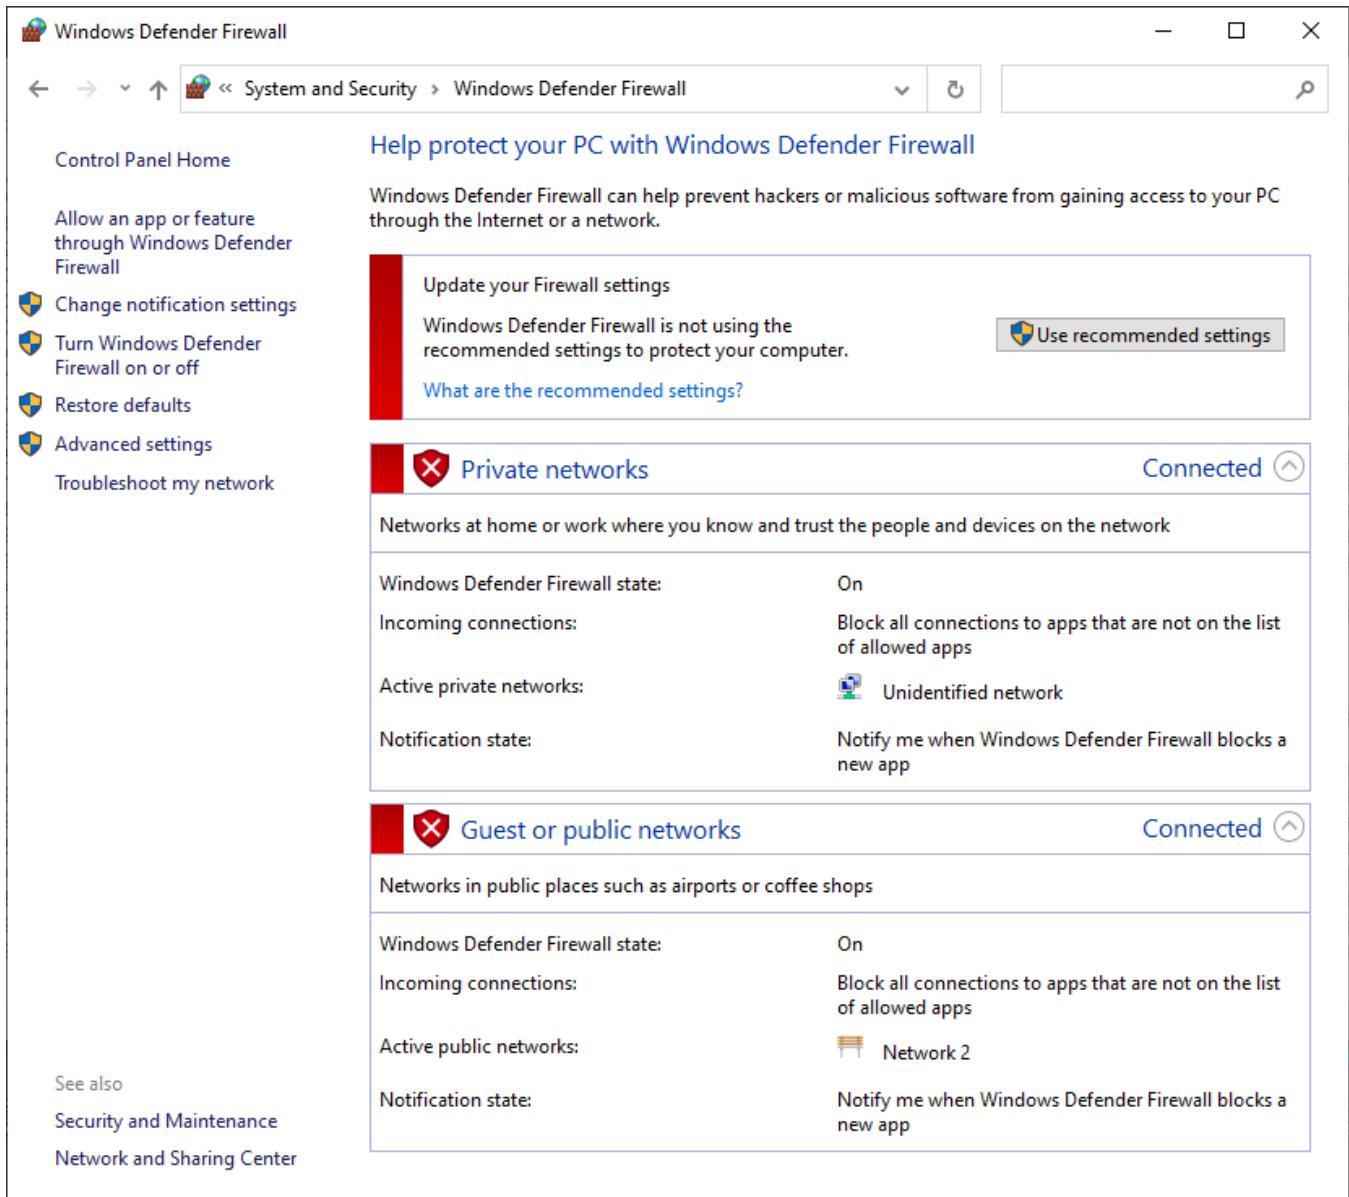 Windows Defender Firewall
« System and Security › Windows Defender Firewall
Control Panel Home
Allow an app or feature
through Windows Defender
Firewall
Change notification settings
Turn Windows Defender
Firewall on or off
Restore defaults
Advanced settings
Troubleshoot my network
See also
Security and Maintenance
Network and Sharing Center
Help protect your PC with Windows Defender Firewall
Windows Defender Firewall can help prevent hackers or malicious software from gaining access to your PC
through the Internet or a network.
Update your Firewall settings
Windows Defender Firewall is not using the
recommended settings to protect your computer.
What are the recommended settings?
Use recommended settings
Private networks Connected
Networks at home or work where you know and trust the people and devices on the network
Windows Defender Firewall state: On
Incoming connections: Block all connections to apps that are not on the list
of allowed apps
Active private networks: Unidentified network
Notification state: Notify me when Windows Defender Firewall blocks a
new app
Guest or public networks Connected
Networks in public places such as airports or coffee shops
Windows Defender Firewall state: On
Incoming connections: Block all connections to apps that are not on the list
of allowed apps
Active public networks: Network 2
Notification state: Notify me when Windows Defender Firewall blocks a
new app